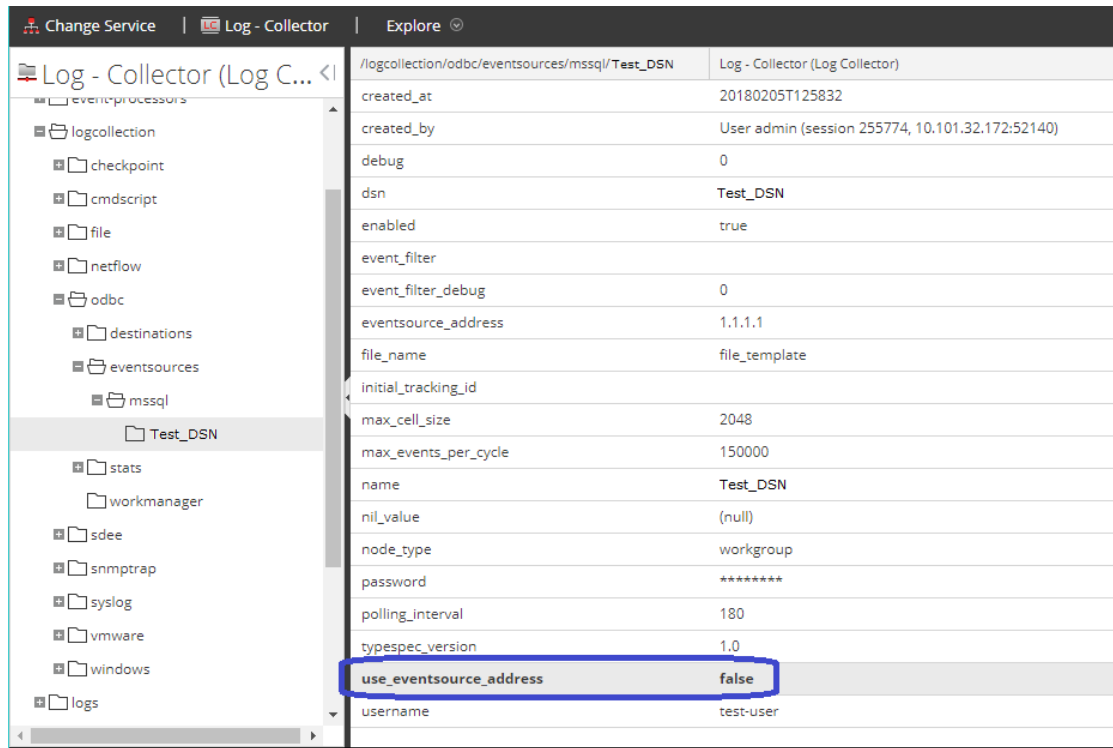 Change Service | LC Log - Collector | Explore
Log - Collector (Log C...
event-processors
logcollection
checkpoint
cmdscript
file
netflow
odbc
destinations
eventsources
mssql
Test_DSN
stats
workmanager
sdee
snmptrap
syslog
vmware
windows
logs
/logcollection/odbc/eventsources/mssql/Test_DSN Log - Collector (Log Collector)
created_at 20180205T125832
created_by User admin (session 255774, 10.101.32.172:52140)
debug 0
dsn Test_DSN
enabled true
event_filter
event_filter_debug 0
eventsource_address 1.1.1.1
file_name file_template
initial_tracking_id
max_cell_size 2048
max_events_per_cycle 150000
name Test_DSN
nil_value (null)
node_type workgroup
password ********
polling_interval 180
typespec_version 1.0
use_eventsource_address false
username test-user